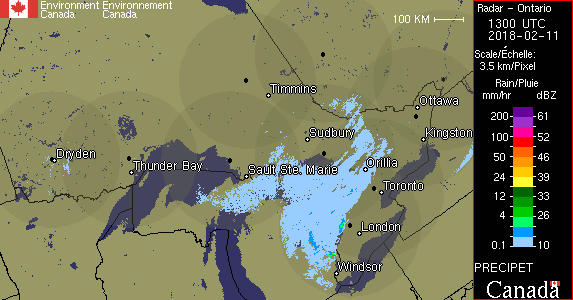 Environment Environnement
Canada Canada
100 KM
Timmins
Ottawa
Sudbury
Kingston
Dryden
Thunder Bay
Sault Ste. Marie
Orillia
Toronto
London
Windsor
Radar - Ontario
1300 UTC
2018-02-11
Scale/Échelle:
3.5 km/Pixel
Rain/Pluie
mm/hr dBZ
200 61
100 52
50 46
24 39
12 33
4 26
0.1 10
PRECIPET
Canada